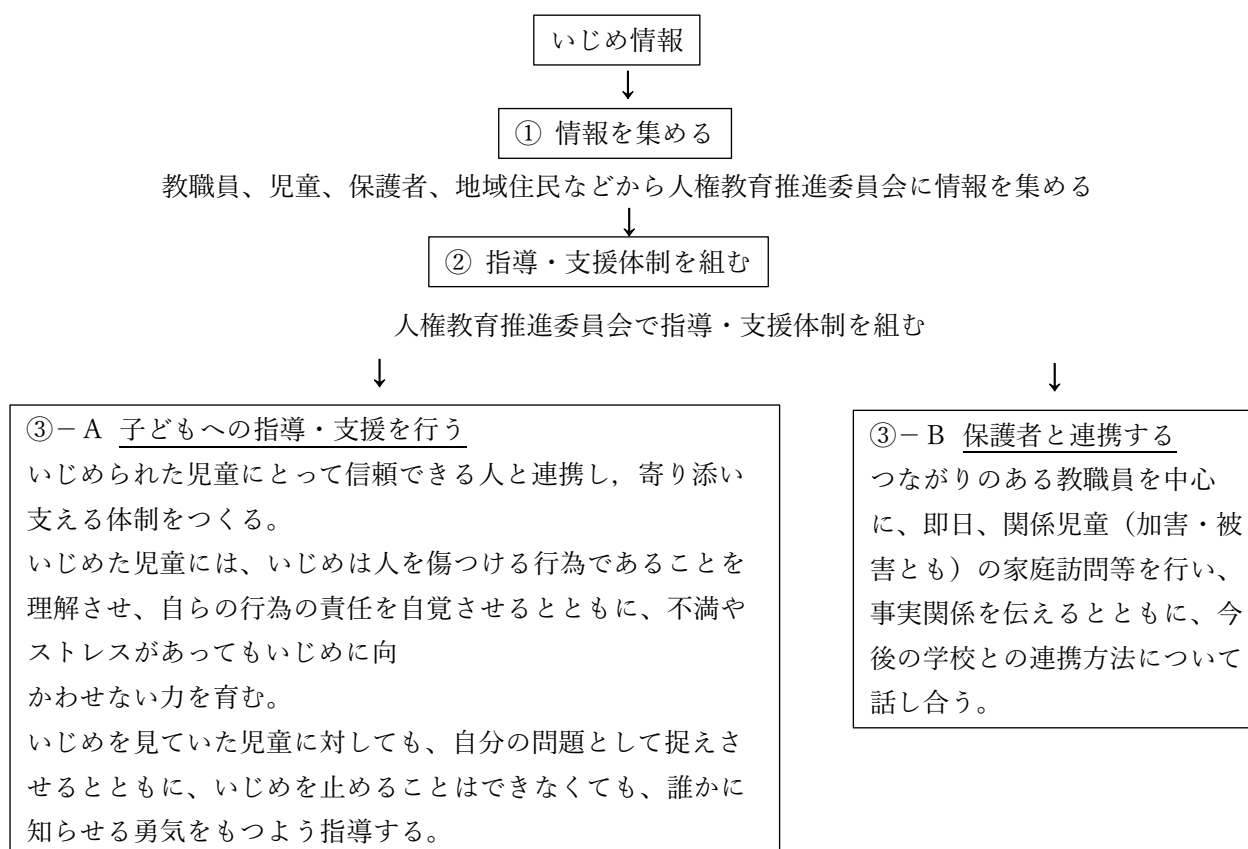 いじめ情報
↓
① 情報を集める
教職員、児童、保護者、地域住民などから人権教育推進委員会に情報を集める
↓
② 指導・支援体制を組む
人権教育推進委員会で指導・支援体制を組む
↓
↓
③－A 子どもへの指導・支援を行う
いじめられた児童にとって信頼できる人と連携し，寄り添い
支える体制をつくる。
いじめた児童には、いじめは人を傷つける行為であることを
理解させ、自らの行為の責任を自覚させるとともに、不満や
ストレスがあってもいじめに向
かわせない力を育む。
いじめを見ていた児童に対しても、自分の問題として捉えさ
せるとともに、いじめを止めることはできなくても、誰かに
知らせる勇気をもつよう指導する。
③－B 保護者と連携する
つながりのある教職員を中心
に、即日、関係児童（加害・被
害とも）の家庭訪問等を行い、
事実関係を伝えるとともに、今
後の学校との連携方法について
話し合う。